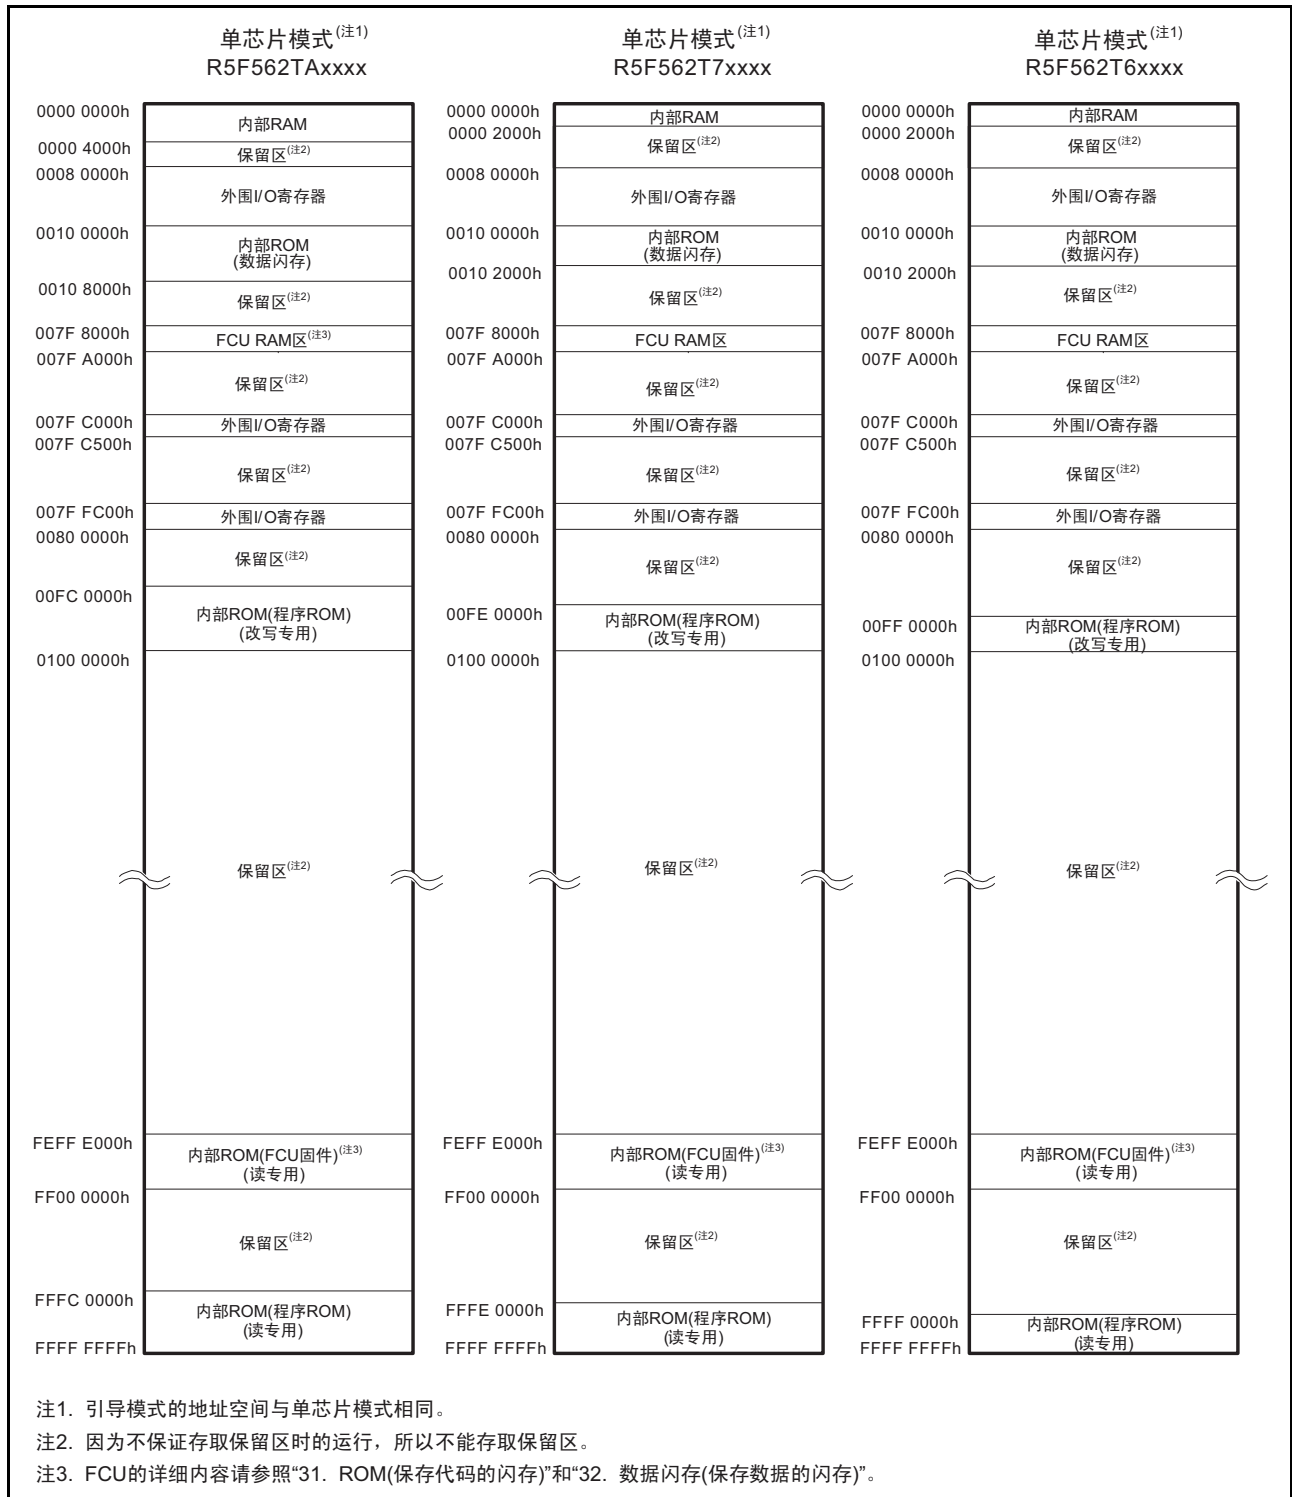 单芯片模式(注1)
R5F562TAxxxx
0000 0000h
内部RAM
0000 4000h
保留区(注2)
0008 0000h
外围I/O寄存器
0010 0000h
内部ROM
(数据闪存)
0010 8000h
保留区(注2)
007F 8000h
FCU RAM区(注3)
007F A000h
保留区(注2)
007F C000h
外围I/O寄存器
007F C500h
保留区(注2)
007F FC00h
外围I/O寄存器
0080 0000h
保留区(注2)
00FC 0000h
内部ROM(程序ROM)
(改写专用)
0100 0000h
保留区(注2)
FEFF E000h
内部ROM(FCU固件)(注3)
(读专用)
FF00 0000h
保留区(注2)
FFFC 0000h
内部ROM(程序ROM)
(读专用)
FFFF FFFFh
单芯片模式(注1)
R5F562T7xxxx
0000 0000h
内部RAM
0000 2000h
保留区(注2)
0008 0000h
外围I/O寄存器
0010 0000h
内部ROM
(数据闪存)
0010 2000h
保留区(注2)
007F 8000h
FCU RAM区
007F A000h
保留区(注2)
007F C000h
外围I/O寄存器
007F C500h
保留区(注2)
007F FC00h
外围I/O寄存器
0080 0000h
保留区(注2)
00FE 0000h
内部ROM(程序ROM)
(改写专用)
0100 0000h
保留区(注2)
FEFF E000h
内部ROM(FCU固件)(注3)
(读专用)
FF00 0000h
保留区(注2)
FFFE 0000h
内部ROM(程序ROM)
(读专用)
FFFF FFFFh
单芯片模式(注1)
R5F562T6xxxx
0000 0000h
内部RAM
0000 2000h
保留区(注2)
0008 0000h
外围I/O寄存器
0010 0000h
内部ROM
(数据闪存)
0010 2000h
保留区(注2)
007F 8000h
FCU RAM区
007F A000h
保留区(注2)
007F C000h
外围I/O寄存器
007F C500h
保留区(注2)
007F FC00h
外围I/O寄存器
0080 0000h
保留区(注2)
00FF 0000h
内部ROM(程序ROM)
(改写专用)
0100 0000h
保留区(注2)
FEFF E000h
内部ROM(FCU固件)(注3)
(读专用)
FF00 0000h
保留区(注2)
FFFF 0000h
内部ROM(程序ROM)
(读专用)
FFFF FFFFh
注1. 引导模式的地址空间与单芯片模式相同。
注2. 因为不保证存取保留区时的运行，所以不能存取保留区。
注3. FCU的详细内容请参照“31. ROM(保存代码的闪存)”和“32. 数据闪存(保存数据的闪存)”。